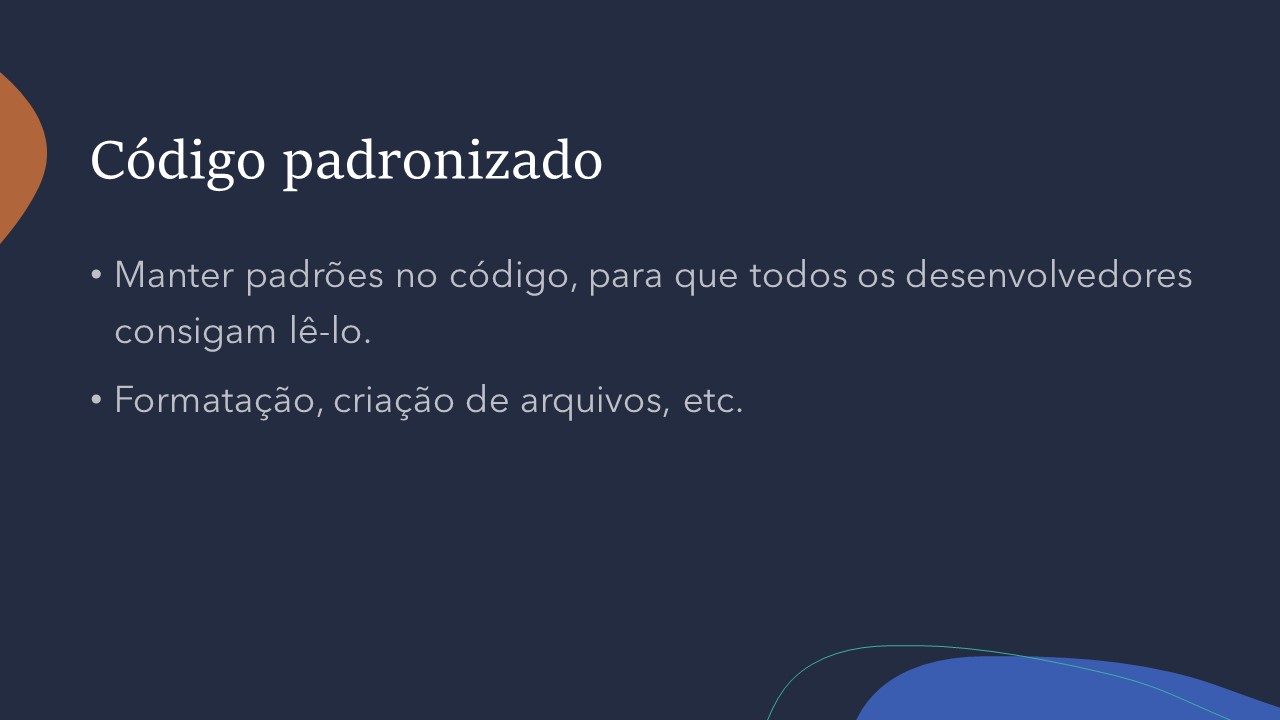 Código padronizado
• Manter padrões no código, para que todos os desenvolvedores
consigam lê-lo.
• Formatação, criação de arquivos, etc.